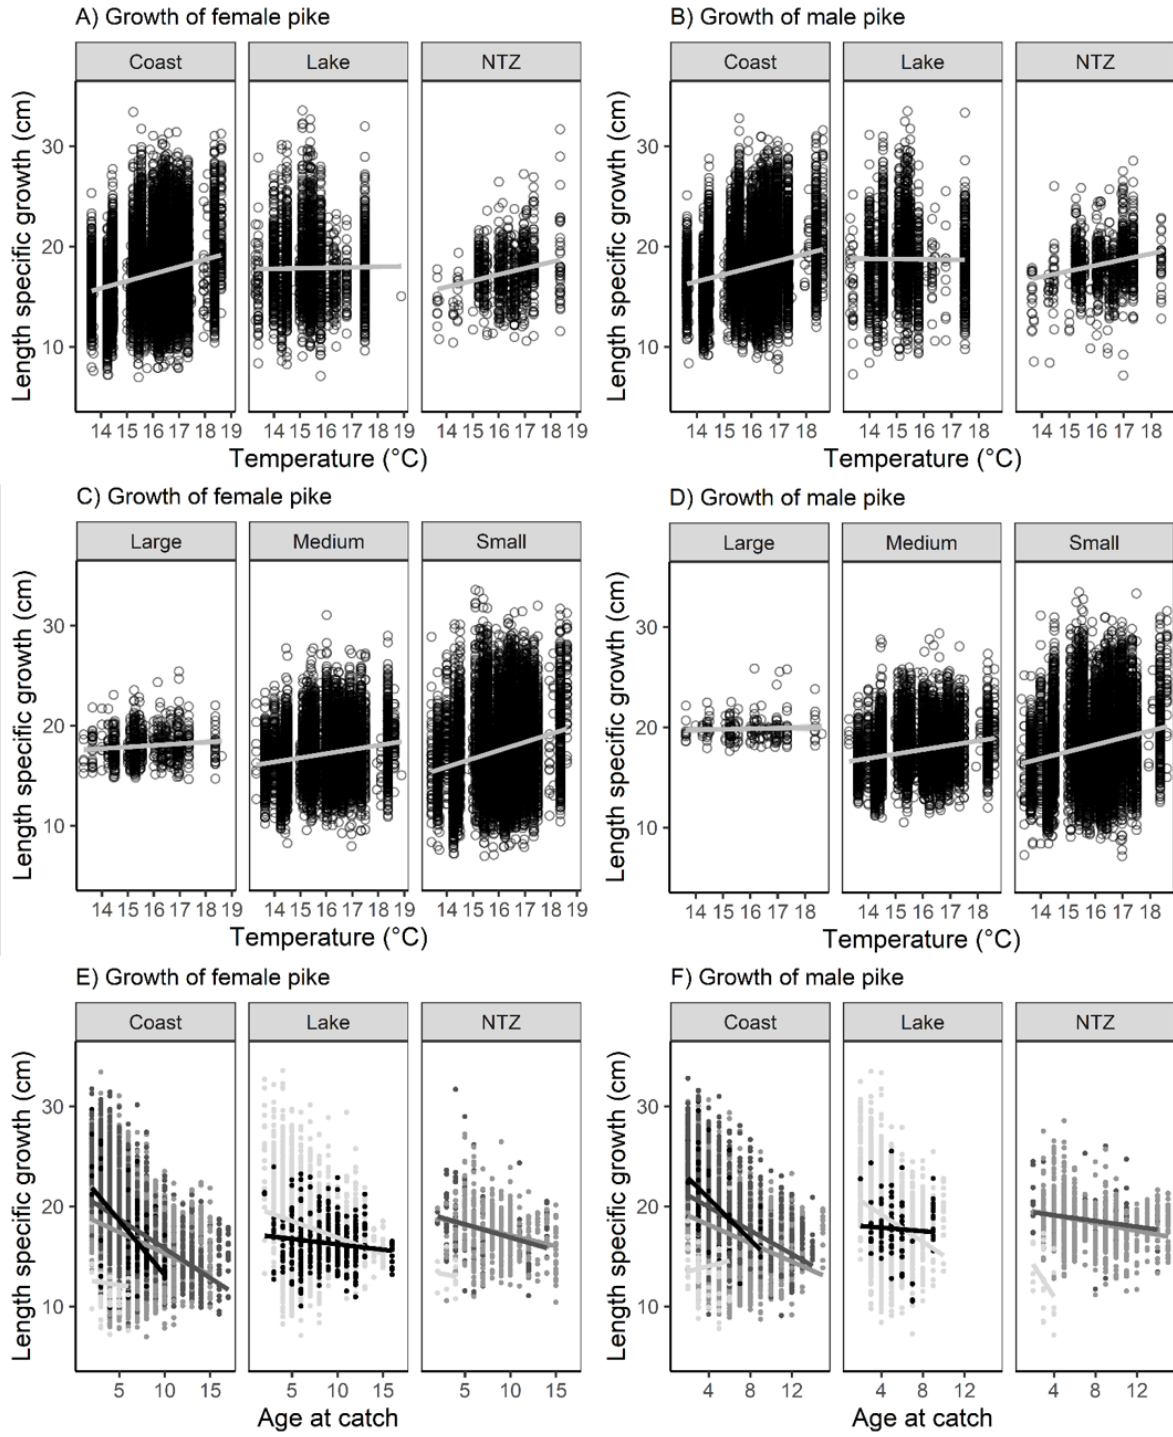 A) Growth of female pike
B) Growth of male pike
Coast Lake NTZ
Coast Lake NTZ
Length specific growth (cm)
30
20
10
Length specific growth (cm)
30
20
10
14 15 16 17 18 19 14 15 16 17 18 19 14 15 16 17 18 19
14 15 16 17 18 14 15 16 17 18 14 15 16 17 18
Temperature (°C)
Temperature (°C)
C) Growth of female pike
D) Growth of male pike
Large Medium Small
Large Medium Small
Length specific growth (cm)
30
20
10
Length specific growth (cm)
30
20
10
14 15 16 17 18 19 14 15 16 17 18 19 14 15 16 17 18 19
14 15 16 17 18 14 15 16 17 18 14 15 16 17 18
Temperature (°C)
Temperature (°C)
E) Growth of female pike
F) Growth of male pike
Coast Lake NTZ
Coast Lake NTZ
Length specific growth (cm)
30
20
10
Length specific growth (cm)
30
20
10
5 10 15 5 10 15 5 10 15
4 8 12 4 8 12 4 8 12
Age at catch
Age at catch